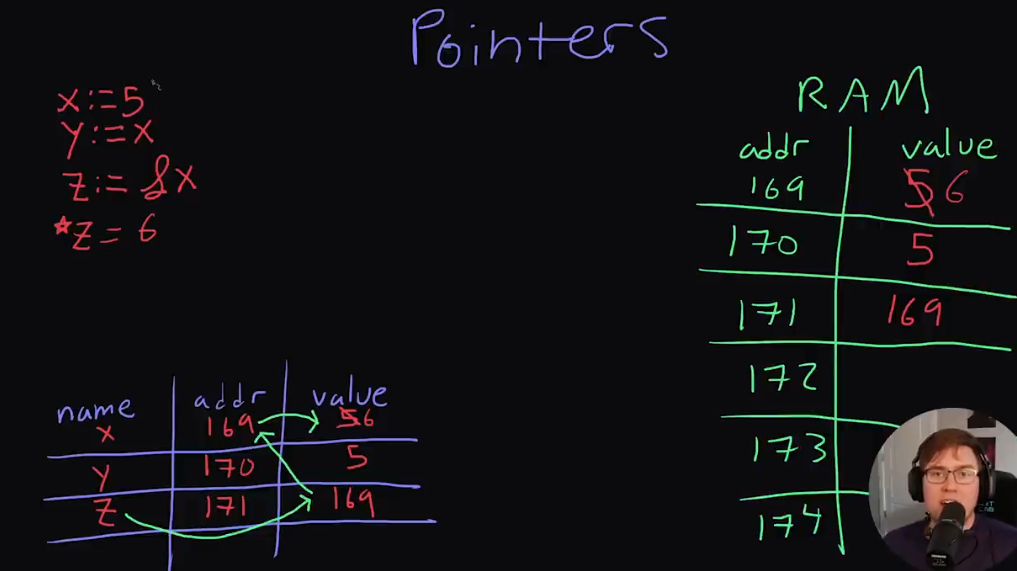 Pointers
x := 5
y := x
z := &x
*z = 6
RAM
addr value
169 5 6
170 5
171 169
172
173
174
name addr value
x 169 5 6
y 170 5
z 171 169